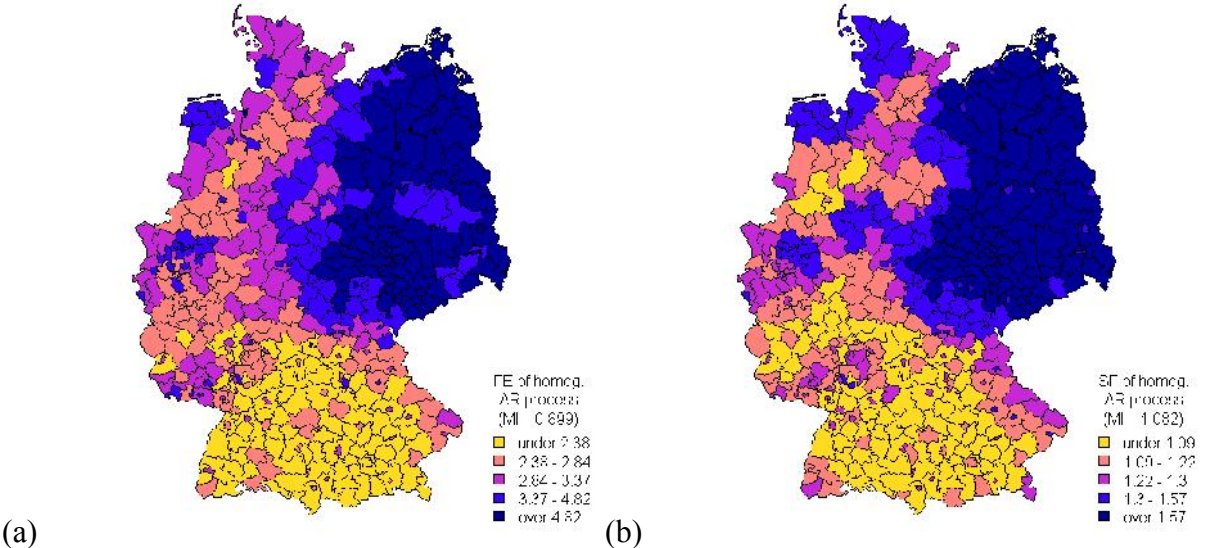 FE of homog.
AR process
(MI 0.899)
under 2.38
2.38 - 2.84
2.84 - 3.37
3.37 - 4.82
over 4.82
(a)
SF of homog.
AR process
(MI 1.082)
under 1.09
1.09 - 1.22
1.22 - 1.3
1.3 - 1.57
over 1.57
(b)